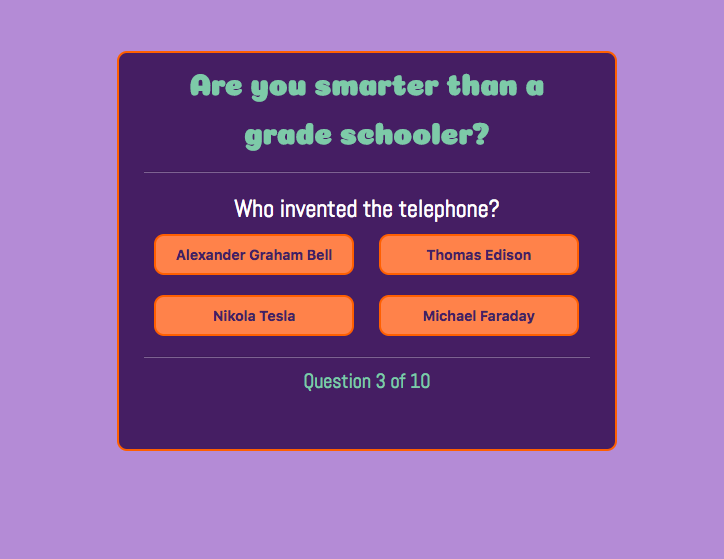 Are you smarter than a
grade schooler?
Who invented the telephone?
Alexander Graham Bell
Thomas Edison
Nikola Tesla
Michael Faraday
Question 3 of 10